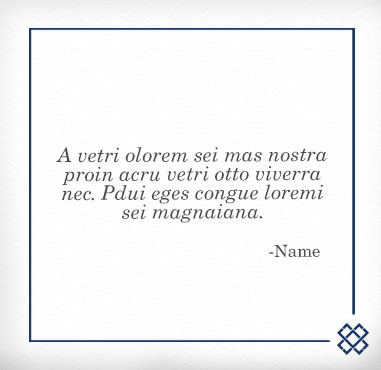 A vetri olorem sei mas nostra
proin acru vetri otto viverra
nec. Pdui eges congue loremi
sei magnaiana.
-Name